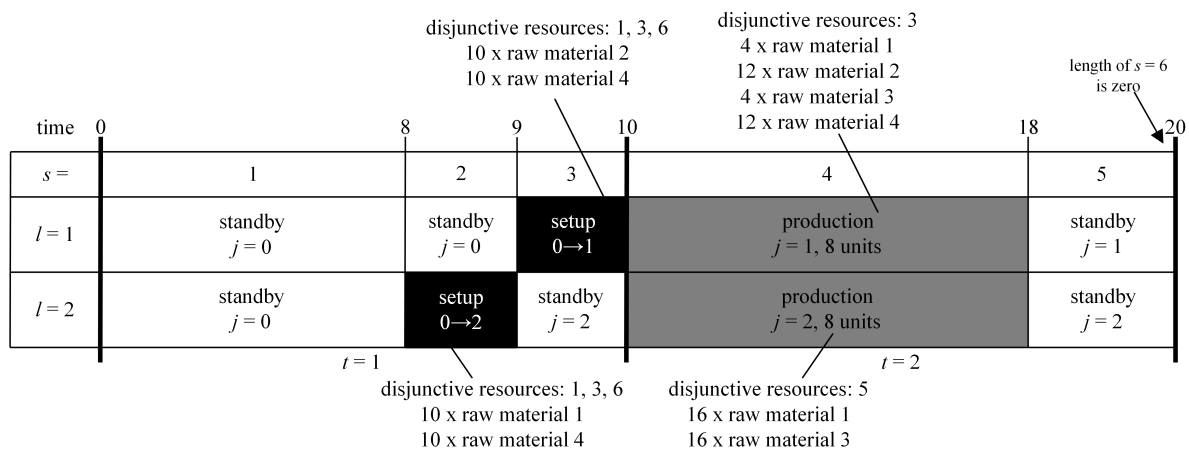 disjunctive resources: 1, 3, 6
10 x raw material 2
10 x raw material 4
disjunctive resources: 3
4 x raw material 1
12 x raw material 2
4 x raw material 3
12 x raw material 4
length of s = 6
is zero
time 0 8 9 10 18 20
s = 1 2 3 4 5
l = 1
standby
j = 0
standby
j = 0
setup
0→1
production
j = 1, 8 units
standby
j = 1
l = 2
standby
j = 0
setup
0→2
standby
j = 2
production
j = 2, 8 units
standby
j = 2
t = 1 t = 2
disjunctive resources: 1, 3, 6
10 x raw material 1
10 x raw material 4
disjunctive resources: 5
16 x raw material 1
16 x raw material 3